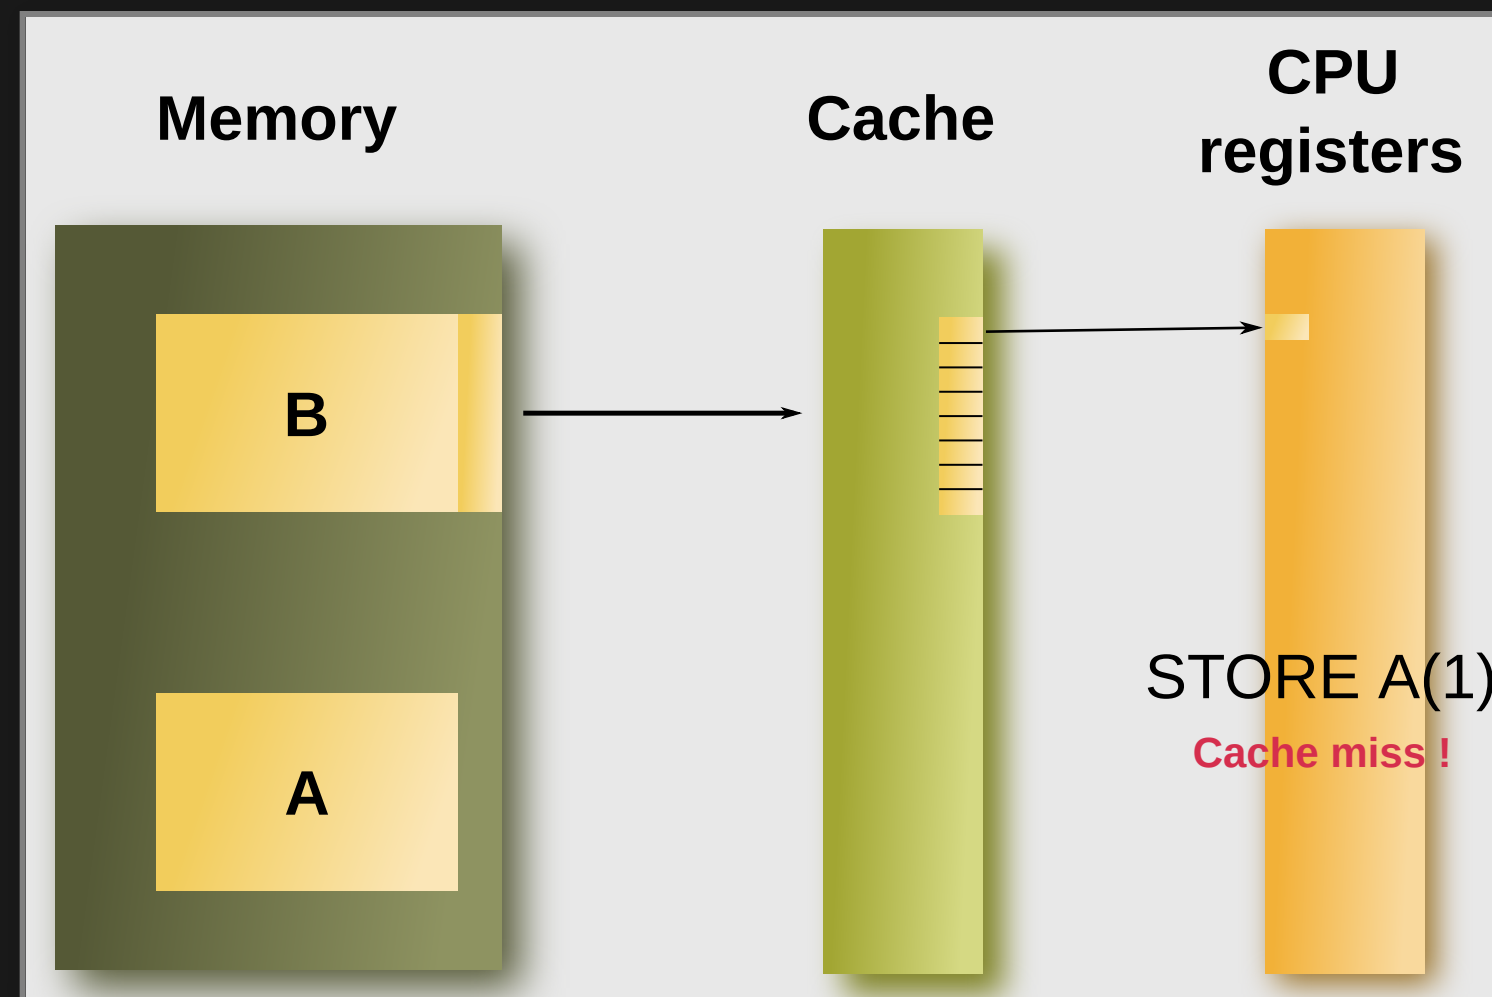 Memory
Cache
CPU
registers
B
A
STORE A(1)
Cache miss !